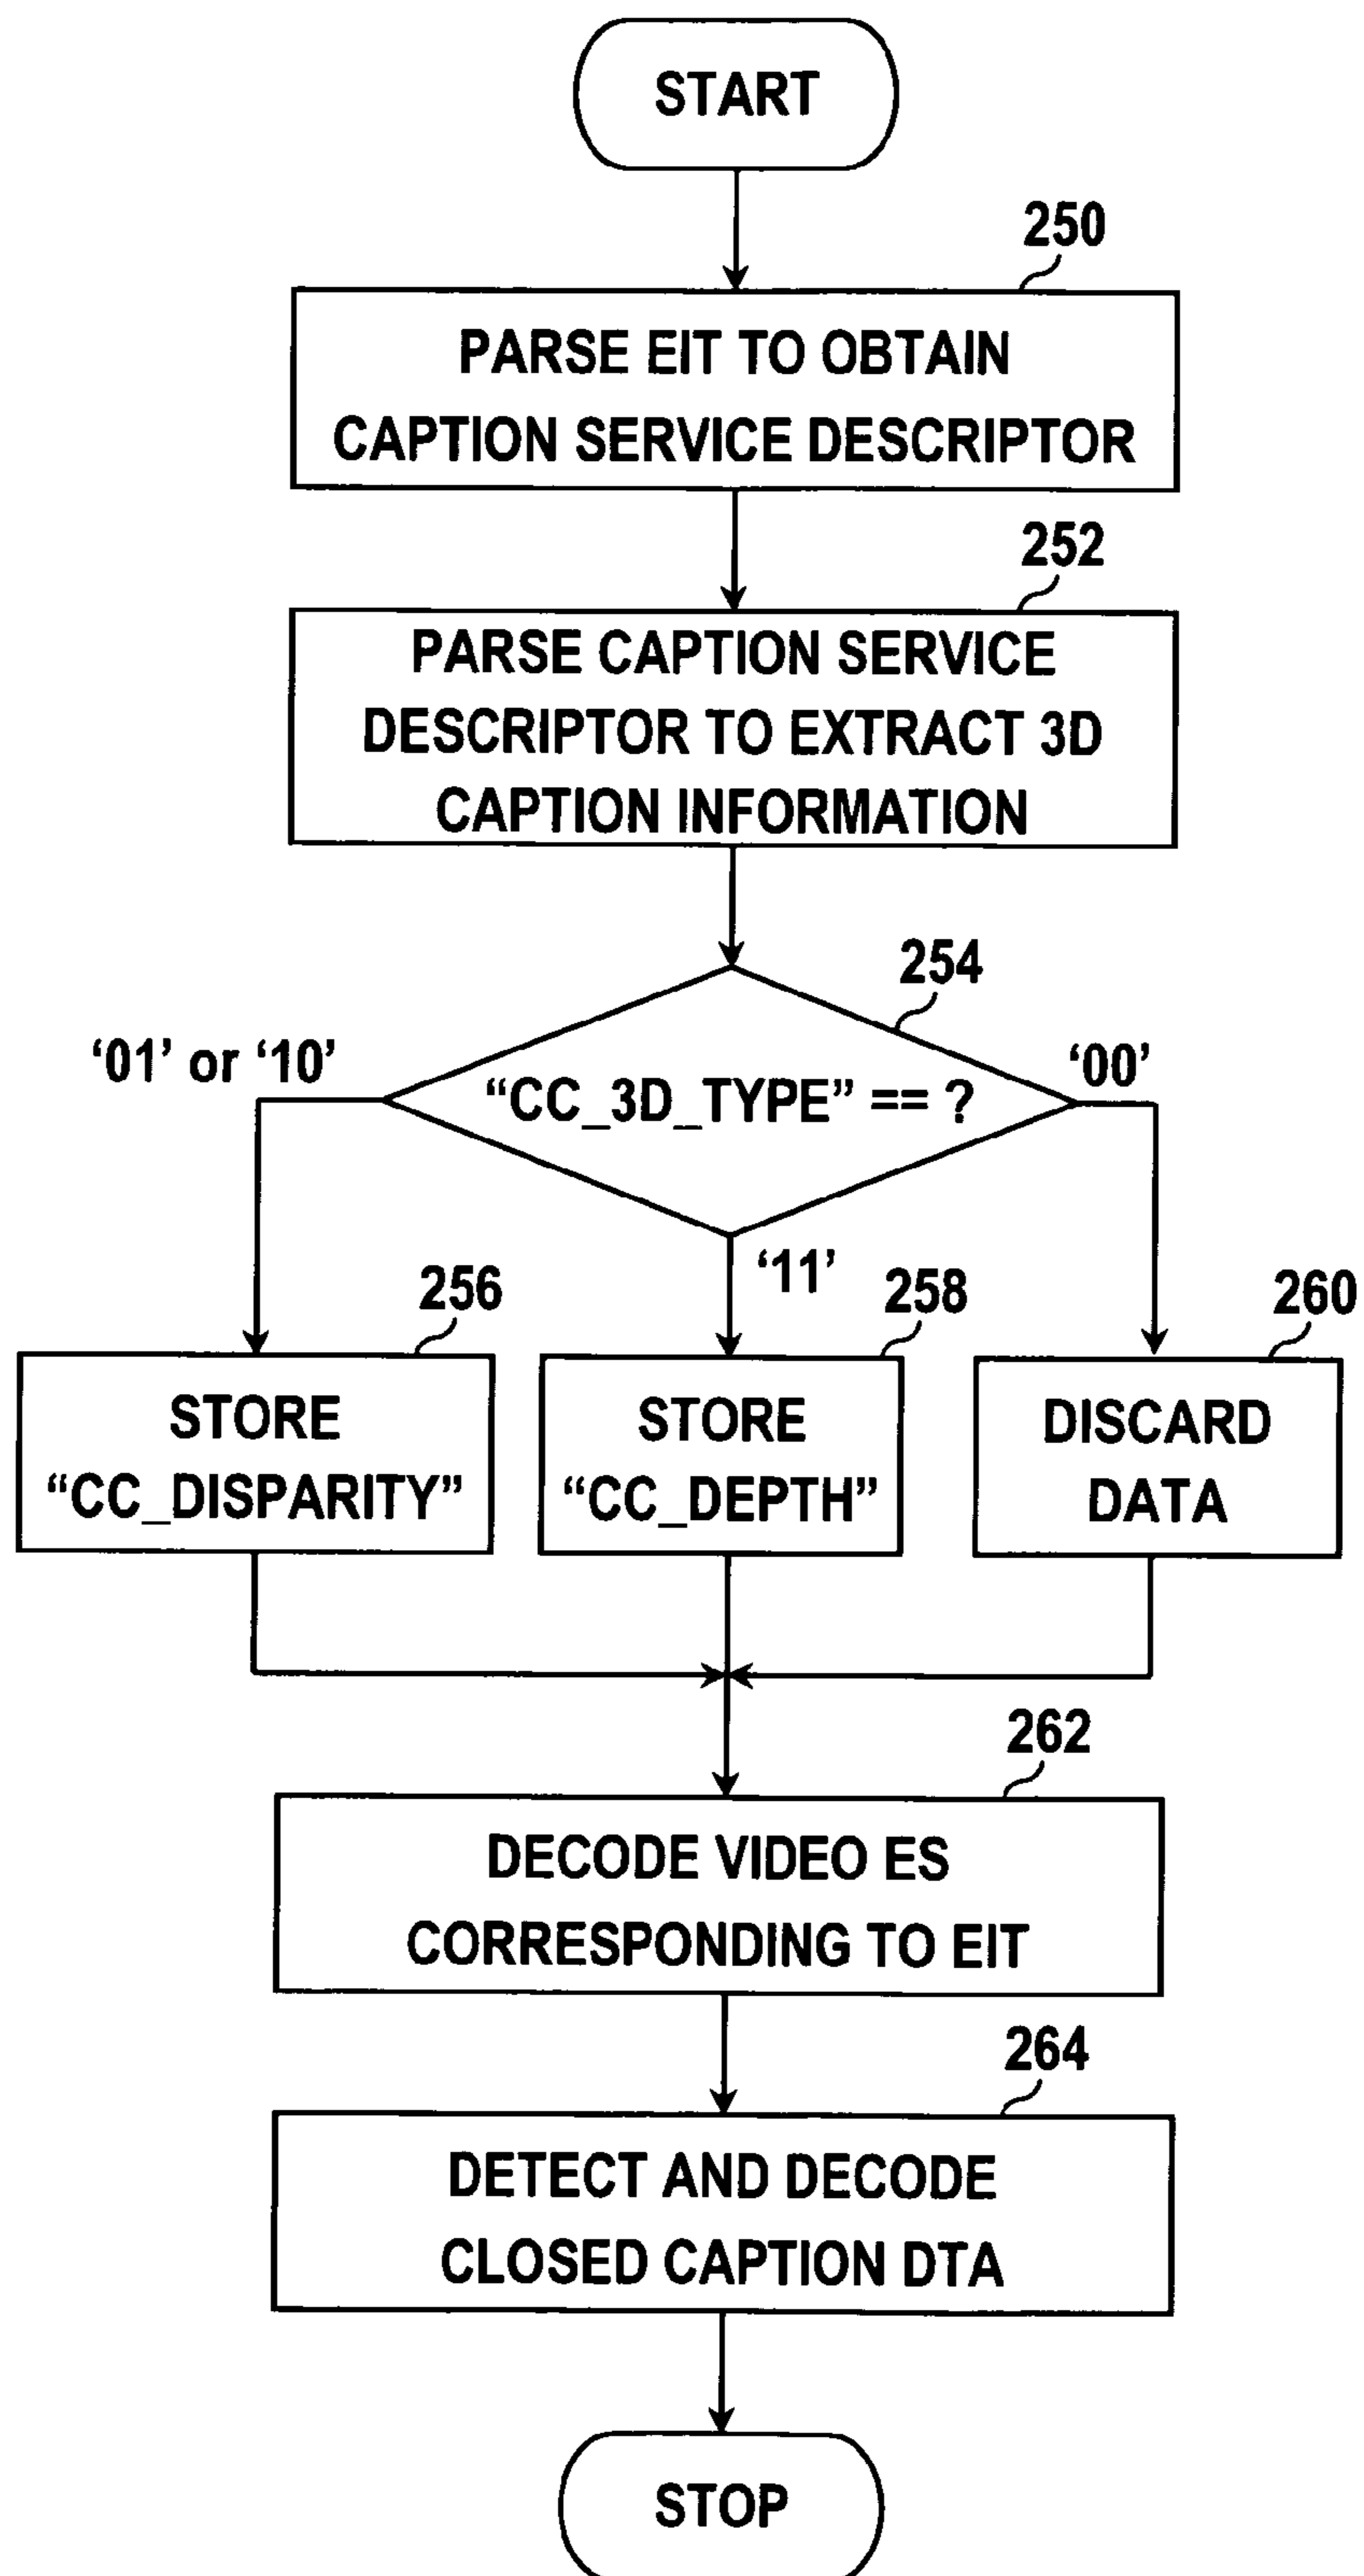 START
250
PARSE EIT TO OBTAIN
CAPTION SERVICE DESCRIPTOR
252
PARSE CAPTION SERVICE
DESCRIPTOR TO EXTRACT 3D
CAPTION INFORMATION
254
‘01’ or ‘10’
“CC_3D_TYPE” == ?
‘00’
‘11’
256
STORE
“CC_DISPARITY”
258
STORE
“CC_DEPTH”
260
DISCARD
DATA
262
DECODE VIDEO ES
CORRESPONDING TO EIT
264
DETECT AND DECODE
CLOSED CAPTION DTA
STOP